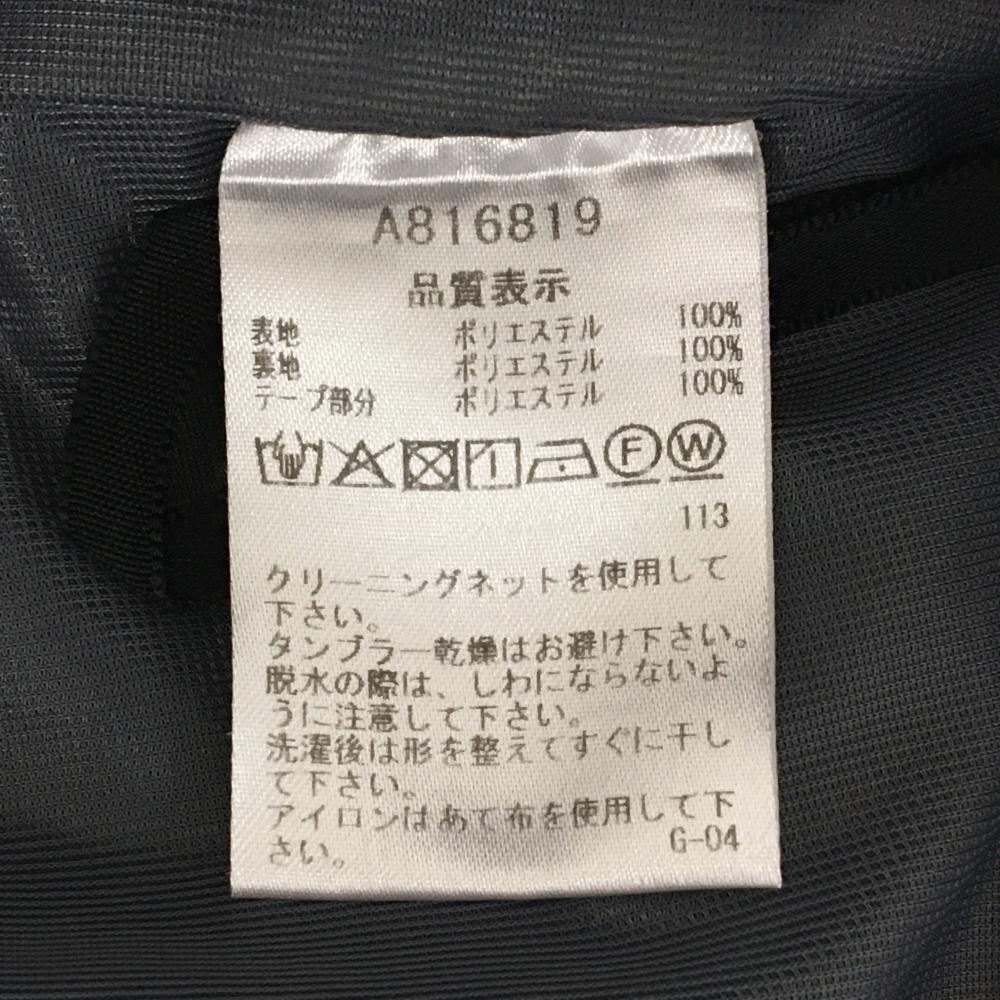 A816819
品質表示
表地 ポリエステル 100%
裏地 ポリエステル 100%
テープ部分 ポリエステル 100%
F W
113
クリーニングネットを使用して
下さい。
タンブラー乾燥はお避け下さい。
脱水の際は、しわにならないよ
うに注意して下さい。
洗濯後は形を整えてすぐに干し
て下さい。
アイロンはあて布を使用して下
さい。
G-04